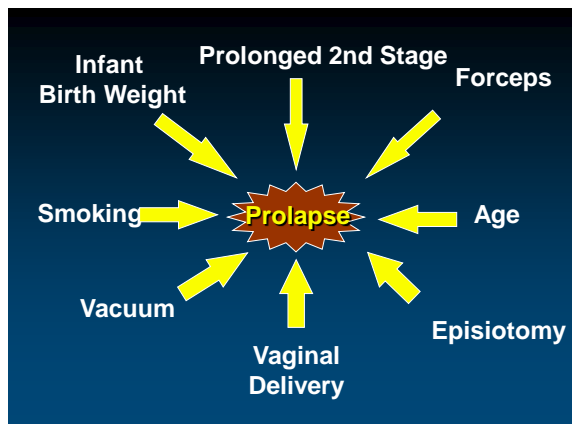 Prolonged 2nd Stage
Infant
Birth Weight
Forceps
Smoking
Prolapse
Age
Vacuum
Episiotomy
Vaginal
Delivery